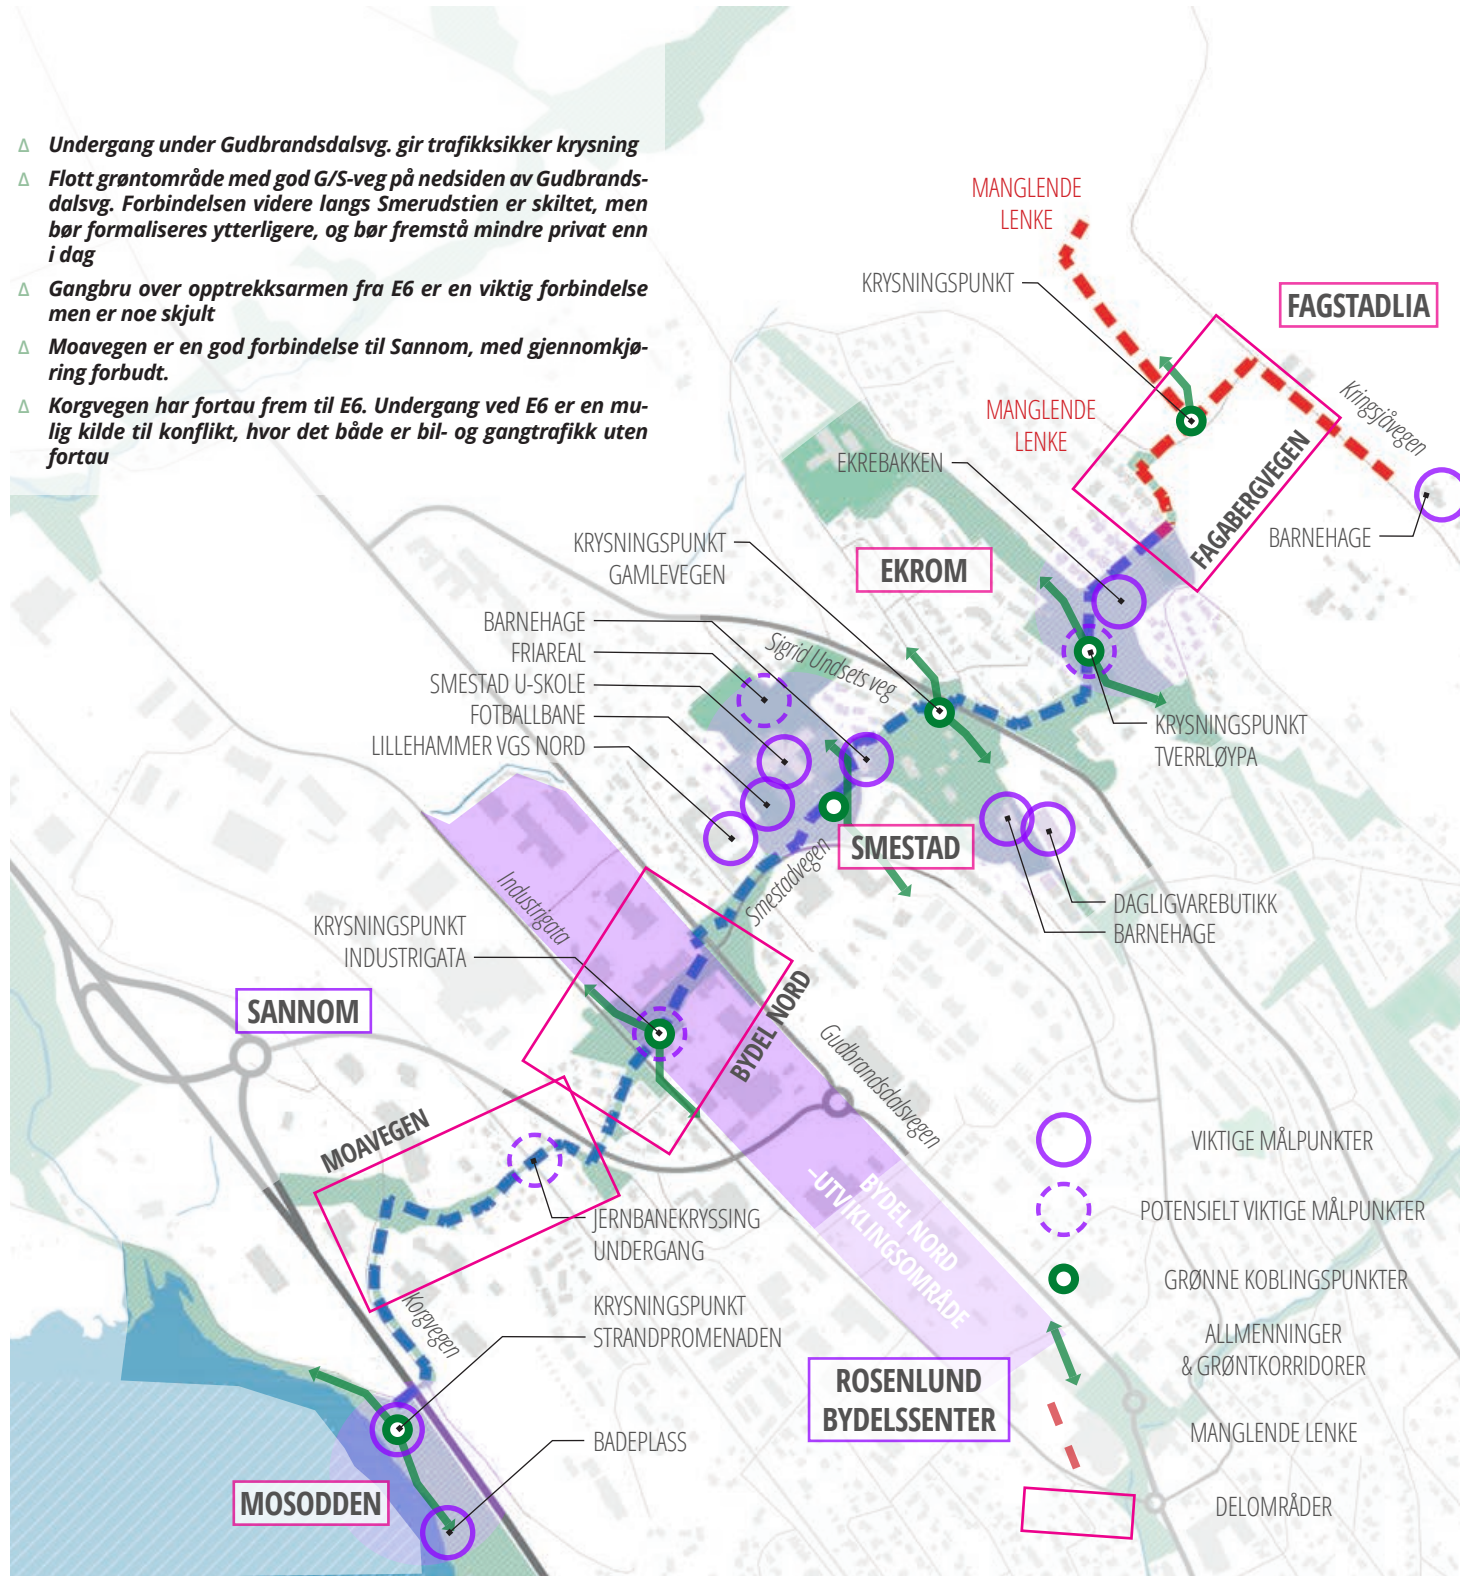 Undergang under Gudbrandsdalsvg. gir trafikksikker krysning
Flott grøntområde med god G/S-veg på nedsiden av Gudbrands-
dalsvg. Forbindelsen videre langs Smerudstien er skiltet, men
bør formaliseres ytterligere, og bør fremstå mindre privat enn
i dag
Gangbru over opptrekksarmen fra E6 er en viktig forbindelse
men er noe skjult
Moavegen er en god forbindelse til Sannom, med gjennomkjø-
ring forbudt.
Korgvegen har fortau frem til E6. Undergang ved E6 er en mu-
lig kilde til konflikt, hvor det både er bil- og gangtrafikk uten
fortau
MANGLENDE
LENKE
KRYSNINGSPUNKT
FAGSTADLIA
MANGLENDE
LENKE
Kringsjåvegen
EKREBAKKEN
FAGABERGVEGEN
BARNEHAGE
KRYSNINGSPUNKT
GAMLEVEGEN
EKROM
BARNEHAGE
FRIAREAL
SMESTAD U-SKOLE
FOTBALLBANE
LILLEHAMMER VGS NORD
Sigrid Undsets veg
KRYSNINGSPUNKT
TVERRLØYPA
SMESTAD
Smestadvegen
Industrigata
DAGLIGVAREBUTIKK
BARNEHAGE
KRYSNINGSPUNKT
INDUSTRIGATA
SANNOM
BYDEL NORD
Gudbrandsdalsvegen
MOAVEGEN
VIKTIGE MÅLPUNKTER
BYDEL NORD
-UTVIKLINGSOMRÅDE
POTENSIELT VIKTIGE MÅLPUNKTER
JERNBANEKRYSSING
UNDERGANG
GRØNNE KOBLINGSPUNKTER
Korgvegen
KRYSNINGSPUNKT
STRANDPROMENADEN
ALLMENNINGER
& GRØNTKORRIDORER
ROSENLUND
BYDELSSENTER
MANGLENDE LENKE
BADEPLASS
MOSODDEN
DELOMRÅDER